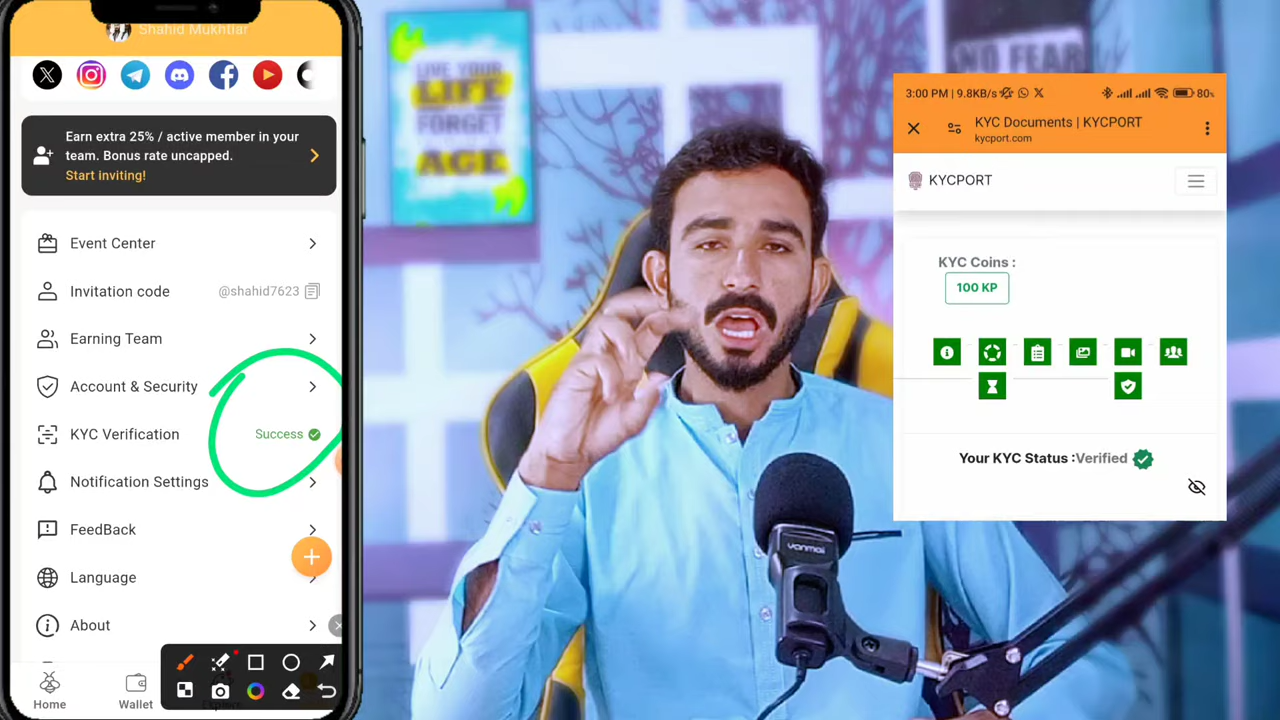 Shahid Mukhtiar
Earn extra 25% / active member in your
team. Bonus rate uncapped.
Start inviting!
Event Center
Invitation code @shahid7623
Earning Team
Account & Security
KYC Verification Success
Notification Settings
FeedBack
Language
About
Home
Wallet
LIVE YOUR
LIFE
FORGET
AGE
NO FEAR
vanmai
3:00 PM | 9.8KB/s
80%
KYC Documents | KYCPORT
kycport.com
KYCPORT
KYC Coins :
100 KP
Your KYC Status :Verified